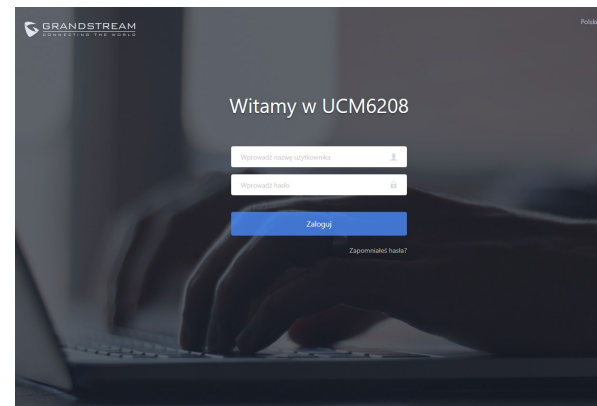 GRANDSTREAM
CONNECTING THE WORLD
Polski
Witamy w UCM6208
Wprowadź nazwę użytkownika
Wprowadź hasło
Zaloguj
Zapomniałeś hasła?